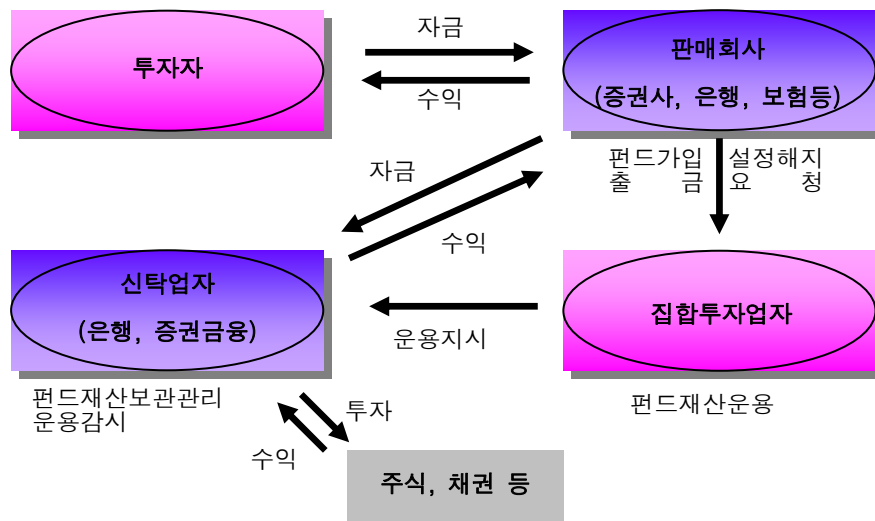 투자자
자금
수익
판매회사
(증권사, 은행, 보험등)
자금
수익
펀드가입
출 금
설정해지
요 청
신탁업자
(은행, 증권금융)
펀드재산보관관리
운용감시
운용지시
집합투자업자
펀드재산운용
투자
수익
주식, 채권 등